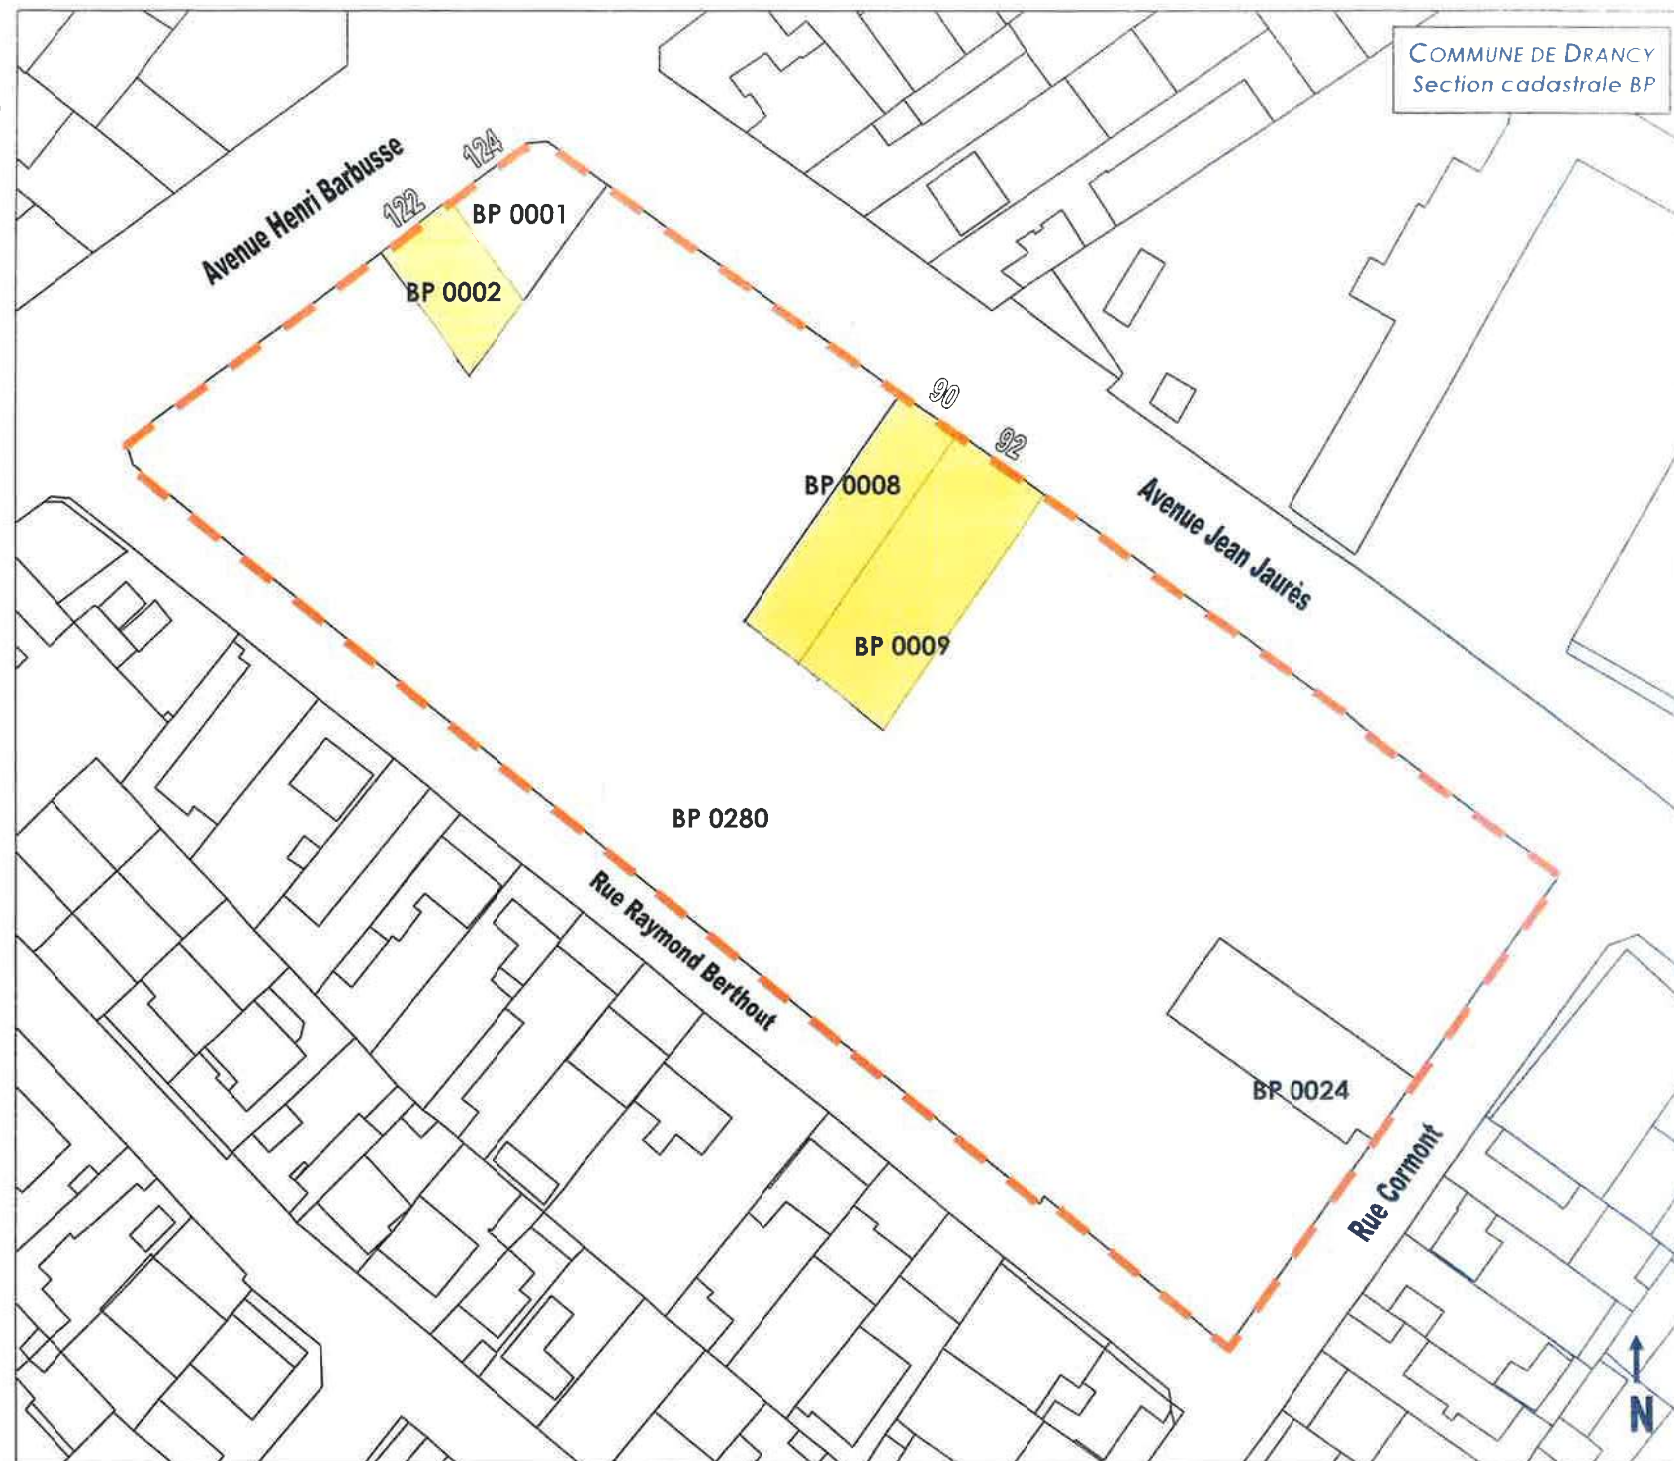 COMMUNE DE DRANCY
Section cadastrale BP
Avenue Henri Barbusse
124
122
BP 0001
BP 0002
90
92
BP 0008
Avenue Jean Jaurès
BP 0009
BP 0280
Rue Raymond Berthout
BP 0024
Rue Cormont
N